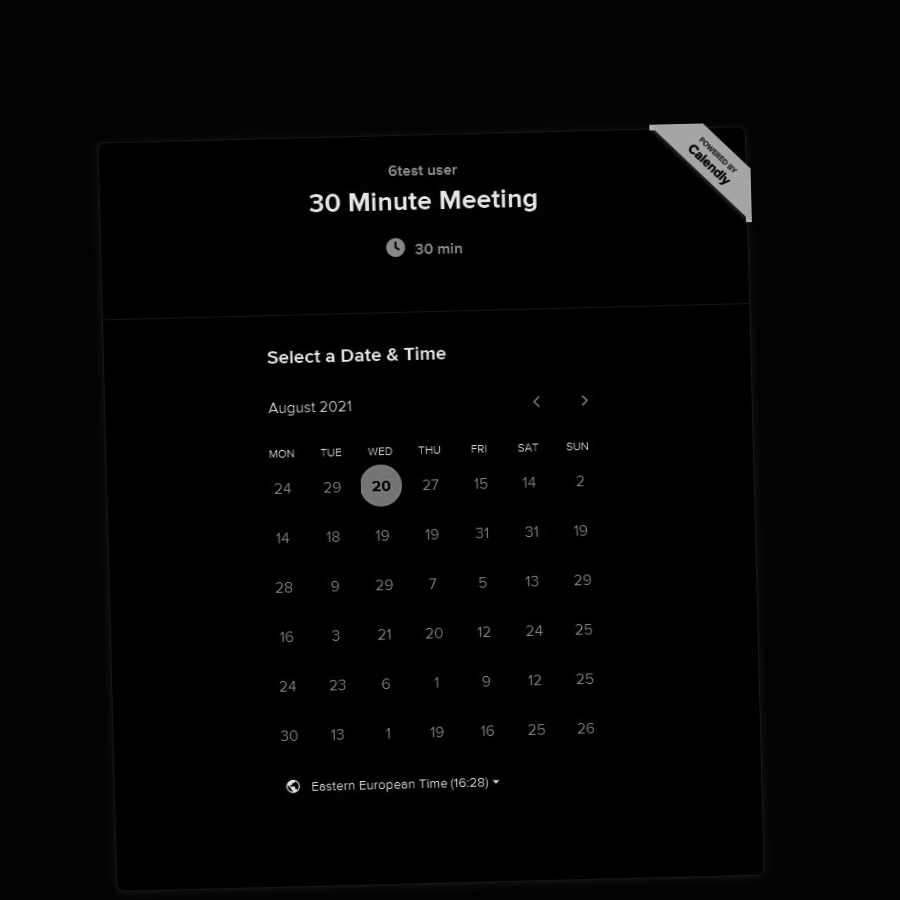 POWERED BY
Calendly
6test user
30 Minute Meeting
30 min
Select a Date & Time
August 2021
MON TUE WED THU FRI SAT SUN
24 29 20 27 15 14 2
14 18 19 19 31 31 19
28 9 29 7 5 13 29
16 3 21 20 12 24 25
24 23 6 1 9 12 25
30 13 1 19 16 25 26
Eastern European Time (16:28)